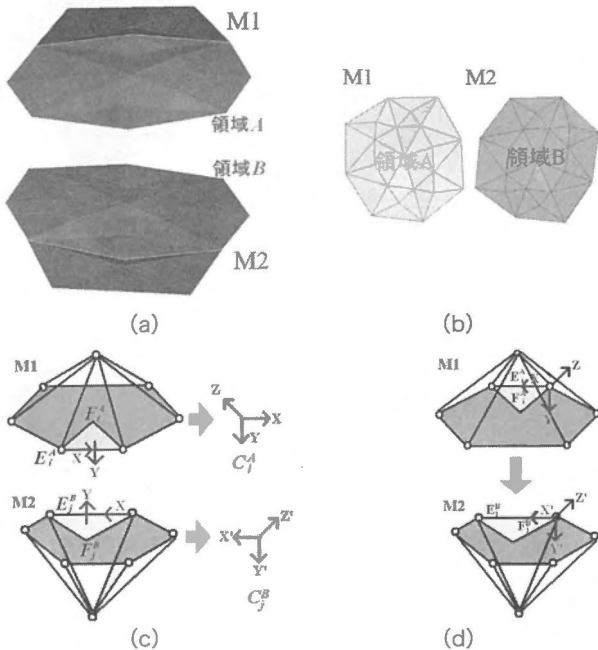 M1
領域A
領域B
M2
(a)
M1
M2
領域A
領域B
(b)
M1
F_i^A
E_i^A
X
Y
Z
X
Y
C_i^A
M2
E_j^B
Y
X
F_j^B
X'
Z'
Y'
C_j^B
(c)
M1
E_i^A
F_i^A
Z
M2
E_j^B
F_j^B
X'
Z'
Y'
(d)